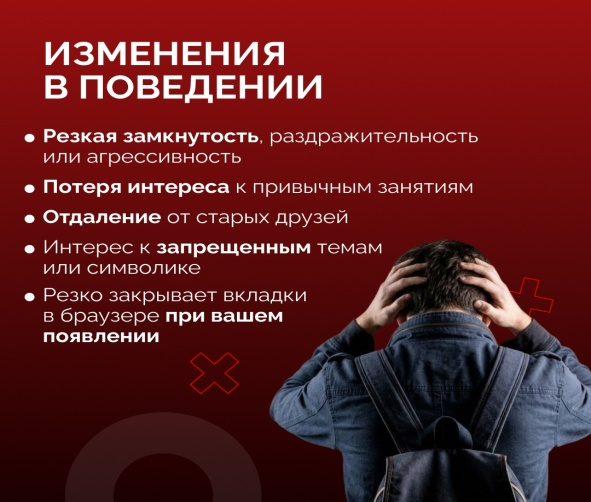 ИЗМЕНЕНИЯ
В ПОВЕДЕНИИ
• Резкая замкнутость, раздражительность
или агрессивность
• Потеря интереса к привычным занятиям
• Отдаление от старых друзей
• Интерес к запрещенным темам
или символике
• Резко закрывает вкладки
в браузере при вашем
появлении